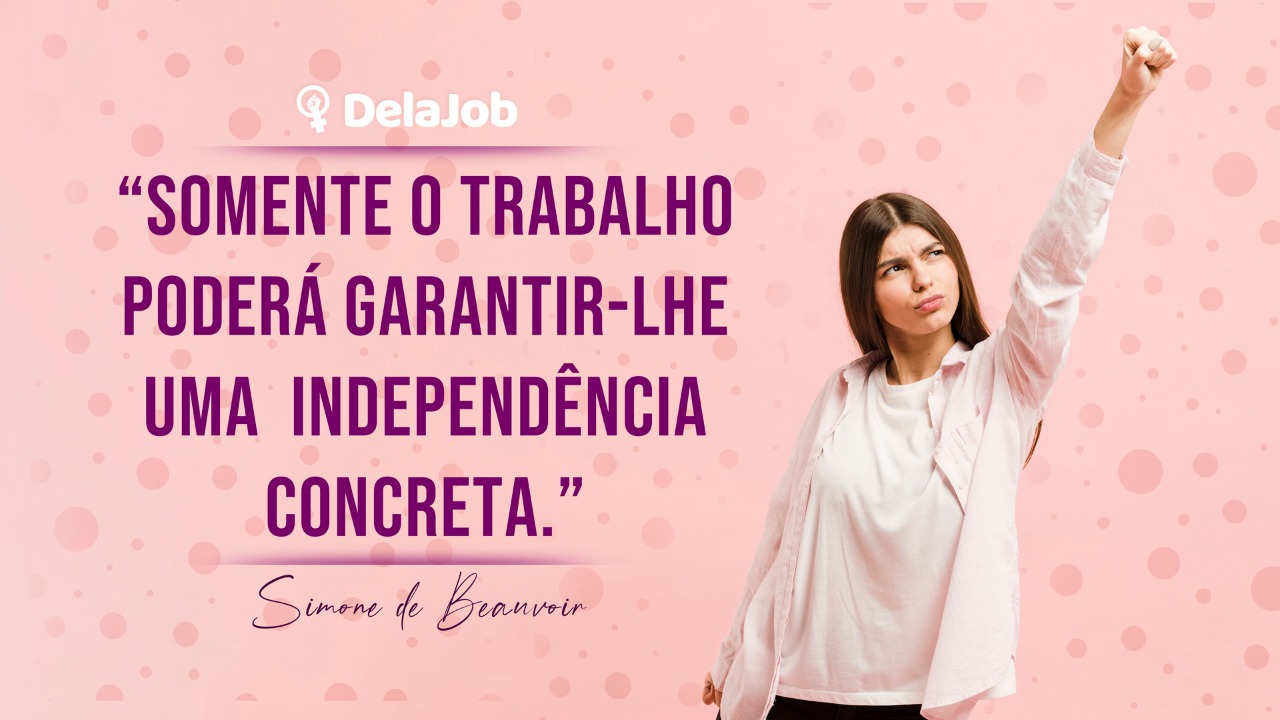 DelaJob
“SOMENTE O TRABALHO
PODERÁ GARANTIR-LHE
UMA INDEPENDÊNCIA
CONCRETA.”
Simone de Beauvoir